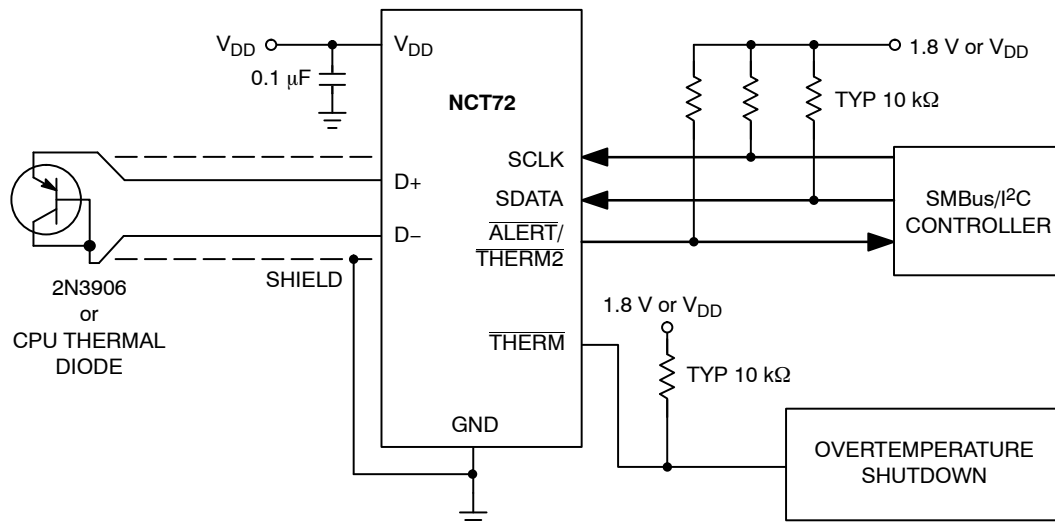 V_DD
V_DD
0.1 μF
NCT72
1.8 V or V_DD
TYP 10 kΩ
SCLK
SDATA
SMBus/I²C
CONTROLLER
D+
D−
ALERT/
THERM2
SHIELD
2N3906
or
CPU THERMAL
DIODE
1.8 V or V_DD
THERM
TYP 10 kΩ
GND
OVERTEMPERATURE
SHUTDOWN